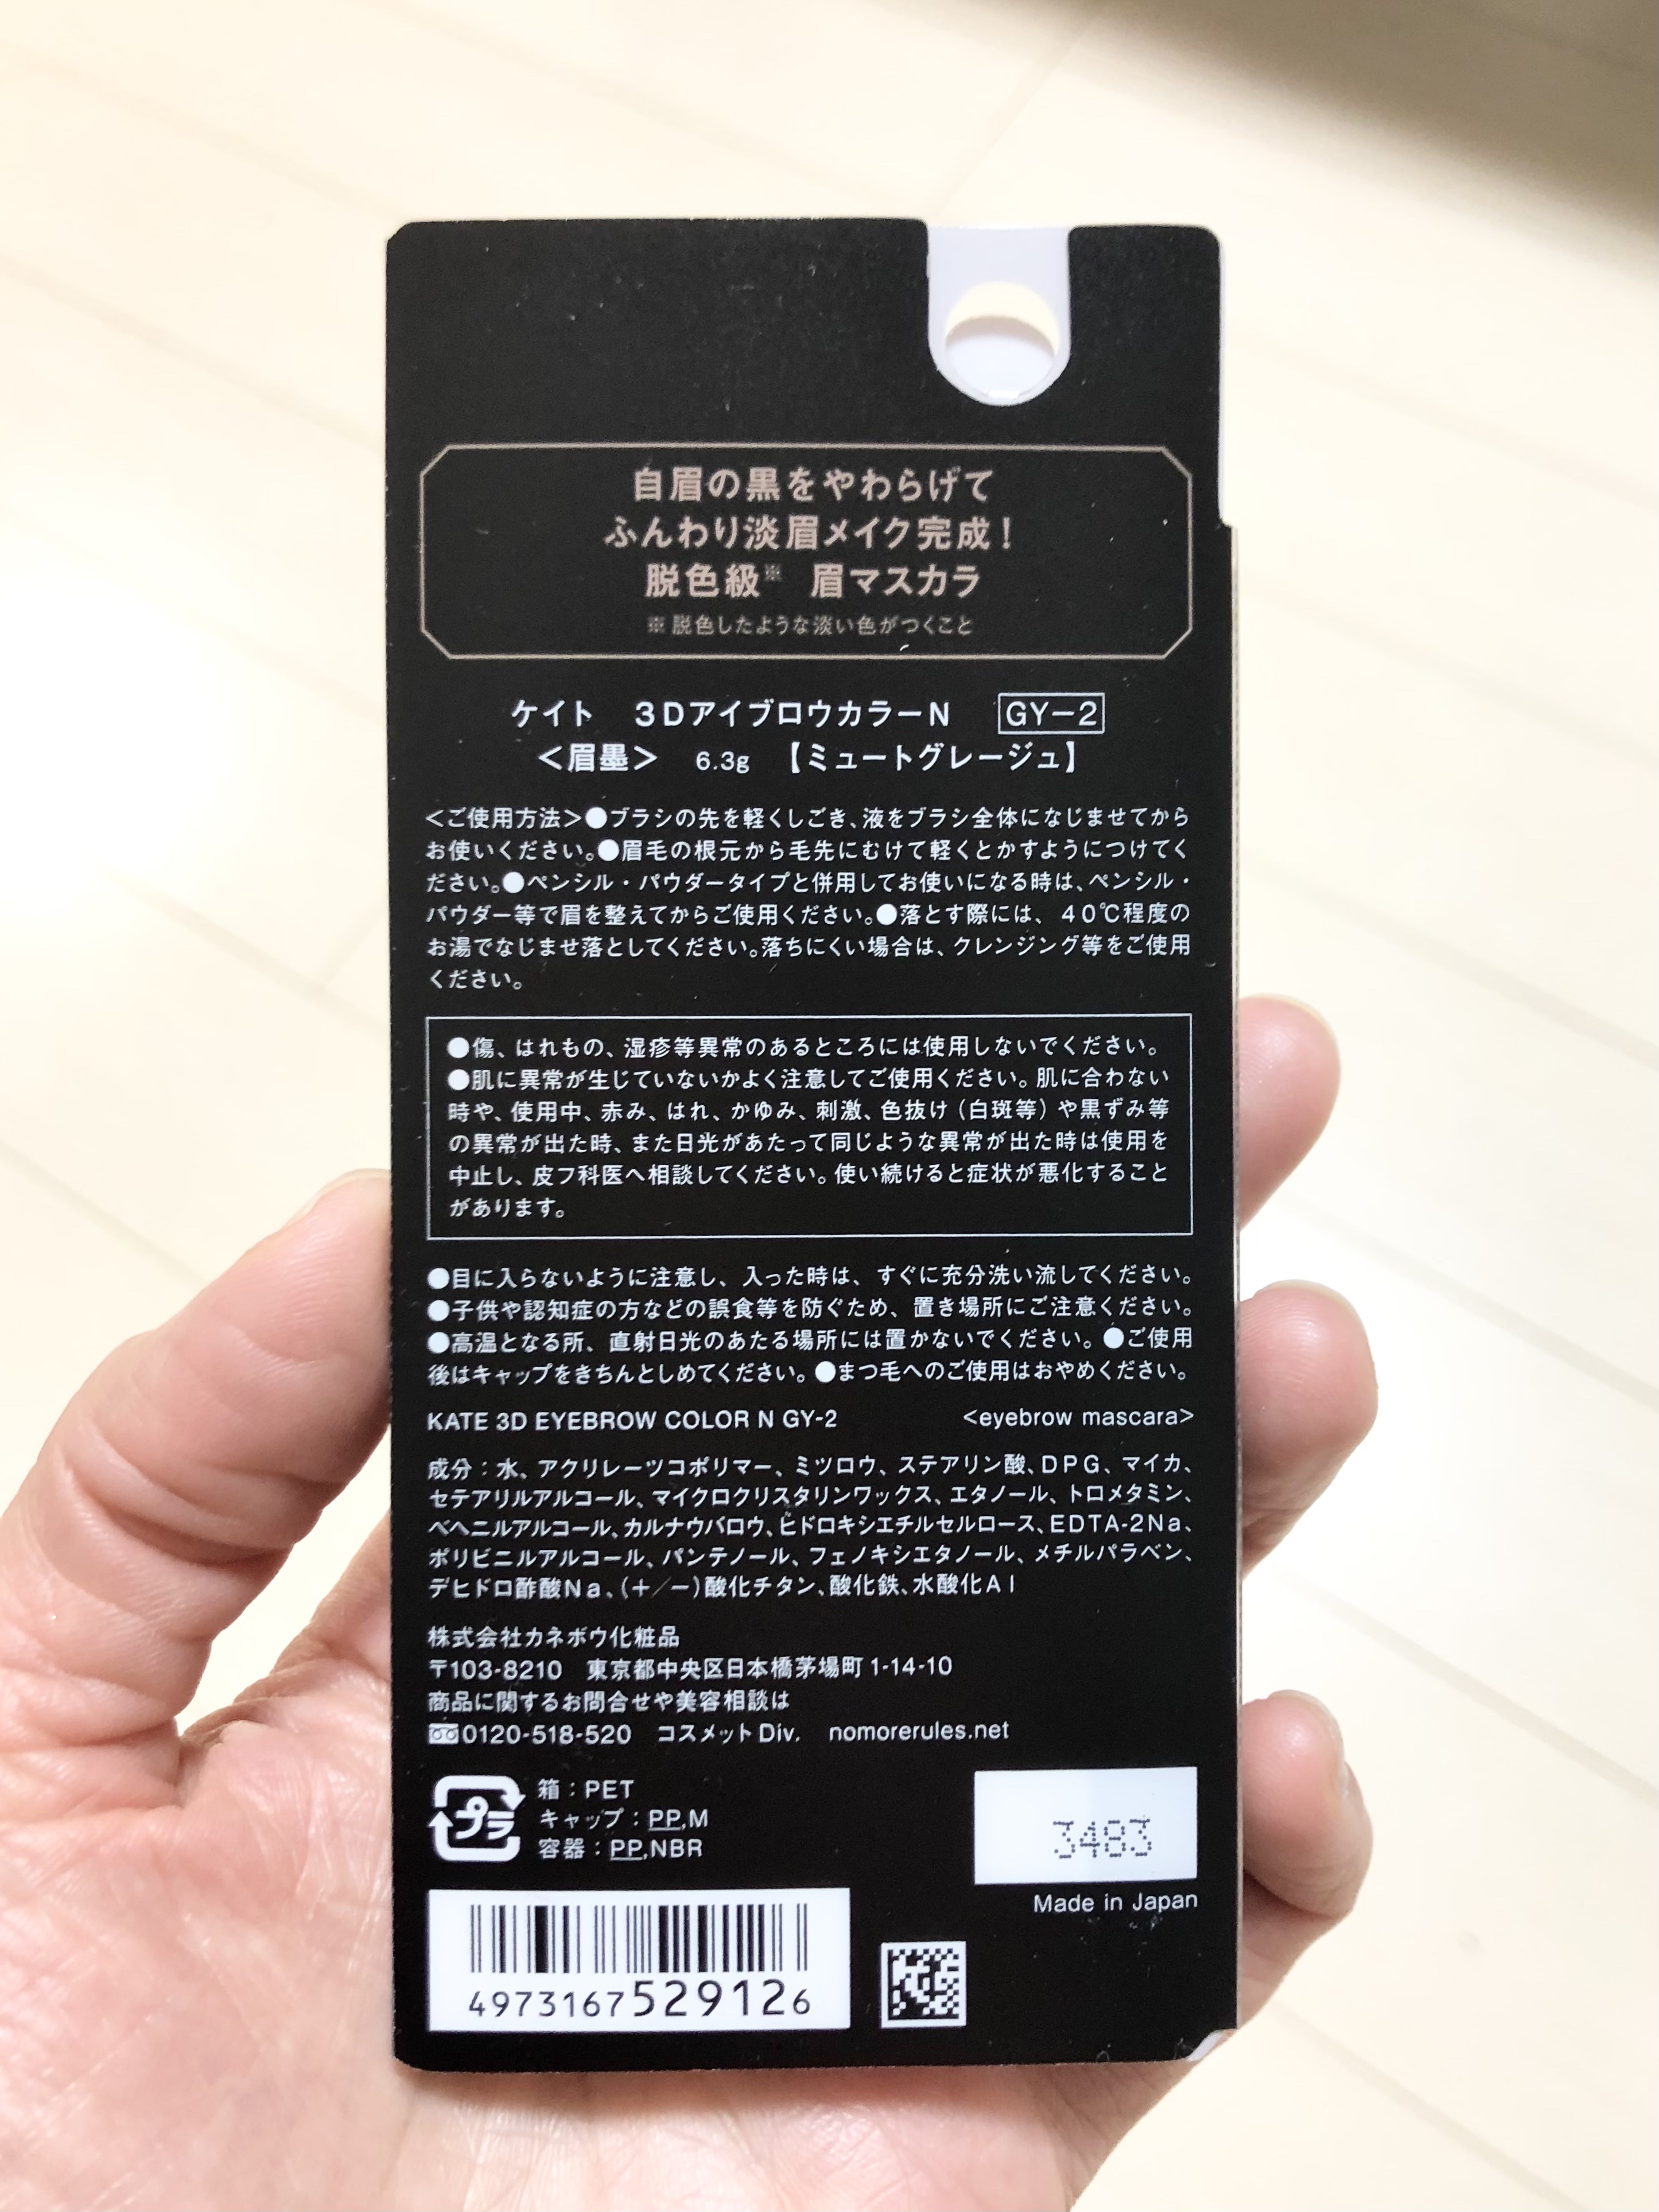 自眉の黒をやわらげて
ふんわり淡眉メイク完成!
脱色級※ 眉マスカラ
※脱色したような淡い色がつくこと
ケイト 3DアイブロウカラーN GY-2
<眉墨> 6.3g 【ミュートグレージュ】
<ご使用方法>●ブラシの先を軽くしごき、液をブラシ全体になじませてから
お使いください。●眉毛の根元から毛先にむけて軽くとかすようにつけてく
ださい。●ペンシル・パウダータイプと併用してお使いになる時は、ペンシル・
パウダー等で眉を整えてからご使用ください。●落とす際には、40℃程度の
お湯でなじませ落としてください。落ちにくい場合は、クレンジング等をご使用
ください。
●傷、はれもの、湿疹等異常のあるところには使用しないでください。
●肌に異常が生じていないかよく注意してご使用ください。肌に合わない
時や、使用中、赤み、はれ、かゆみ、刺激、色抜け(白斑等)や黒ずみ等
の異常が出た時、また日光があたって同じような異常が出た時は使用を
中止し、皮フ科医へ相談してください。使い続けると症状が悪化すること
があります。
●目に入らないように注意し、入った時は、すぐに充分洗い流してください。
●子供や認知症の方などの誤食等を防ぐため、置き場所にご注意ください。
●高温となる所、直射日光のあたる場所には置かないでください。●ご使用
後はキャップをきちんとしめてください。●まつ毛へのご使用はおやめください。
KATE 3D EYEBROW COLOR N GY-2 <eyebrow mascara>
成分:水、アクリレーツコポリマー、ミツロウ、ステアリン酸、DPG、マイカ、
セテアリルアルコール、マイクロクリスタリンワックス、エタノール、トロメタミン、
ベヘニルアルコール、カルナウバロウ、ヒドロキシエチルセルロース、EDTA-2Na、
ポリビニルアルコール、パンテノール、フェノキシエタノール、メチルパラベン、
デヒドロ酢酸Na、(+/-)酸化チタン、酸化鉄、水酸化Al
株式会社カネボウ化粧品
〒103-8210 東京都中央区日本橋茅場町1-14-10
商品に関するお問合せや美容相談は
0120-518-520 コスメットDiv. nomorerules.net
プラ
箱:PET
キャップ:PP,M
容器:PP,NBR
3483
Made in Japan
4973167529126